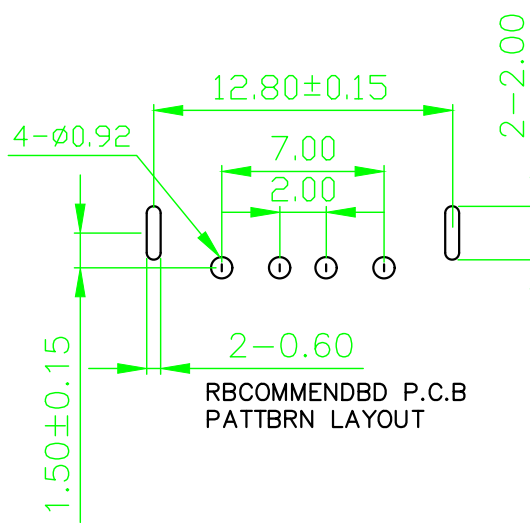 12.80±0.15
2-2.00
4-ø0.92
7.00
2.00
1.50±0.15
2-0.60
RBCOMMENDBD P.C.B
PATTBRN LAYOUT